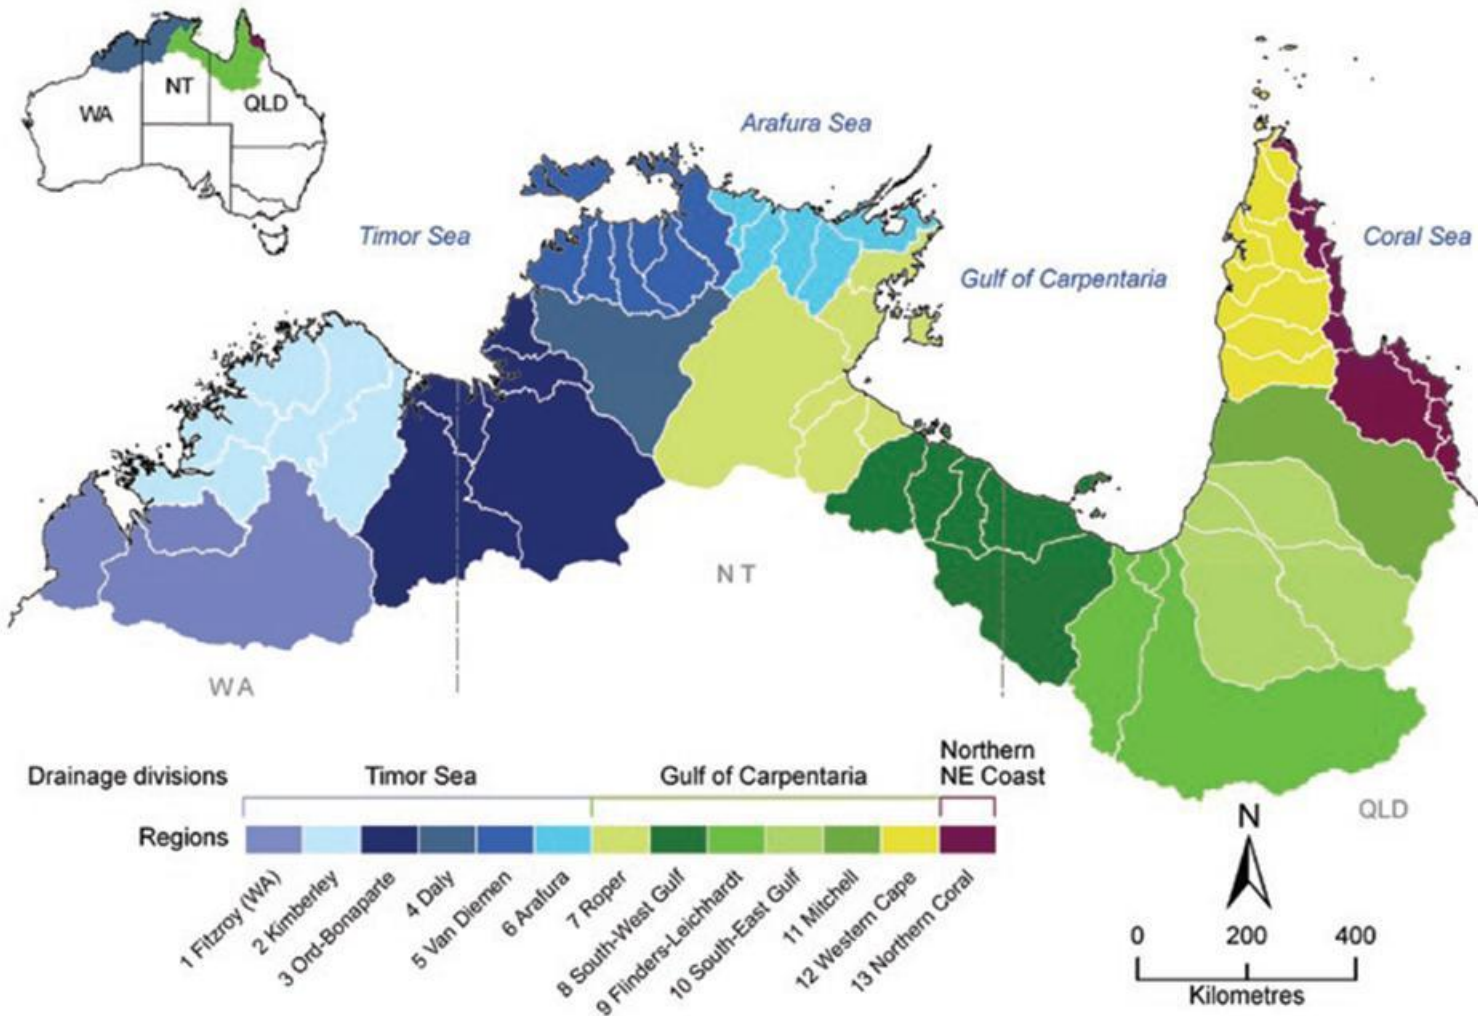 WA
NT
QLD
Arafura Sea
Timor Sea
Coral Sea
Gulf of Carpentaria
NT
WA
QLD
Drainage divisions
Timor Sea
Gulf of Carpentaria
Northern
NE Coast
Regions
1 Fitzroy (WA)
2 Kimberley
3 Ord-Bonaparte
4 Daly
5 Van Diemen
6 Arafura
7 Roper
8 South-West Gulf
9 Flinders-Leichhardt
10 South-East Gulf
11 Mitchell
12 Western Cape
13 Northern Coral
N
0 200 400
Kilometres